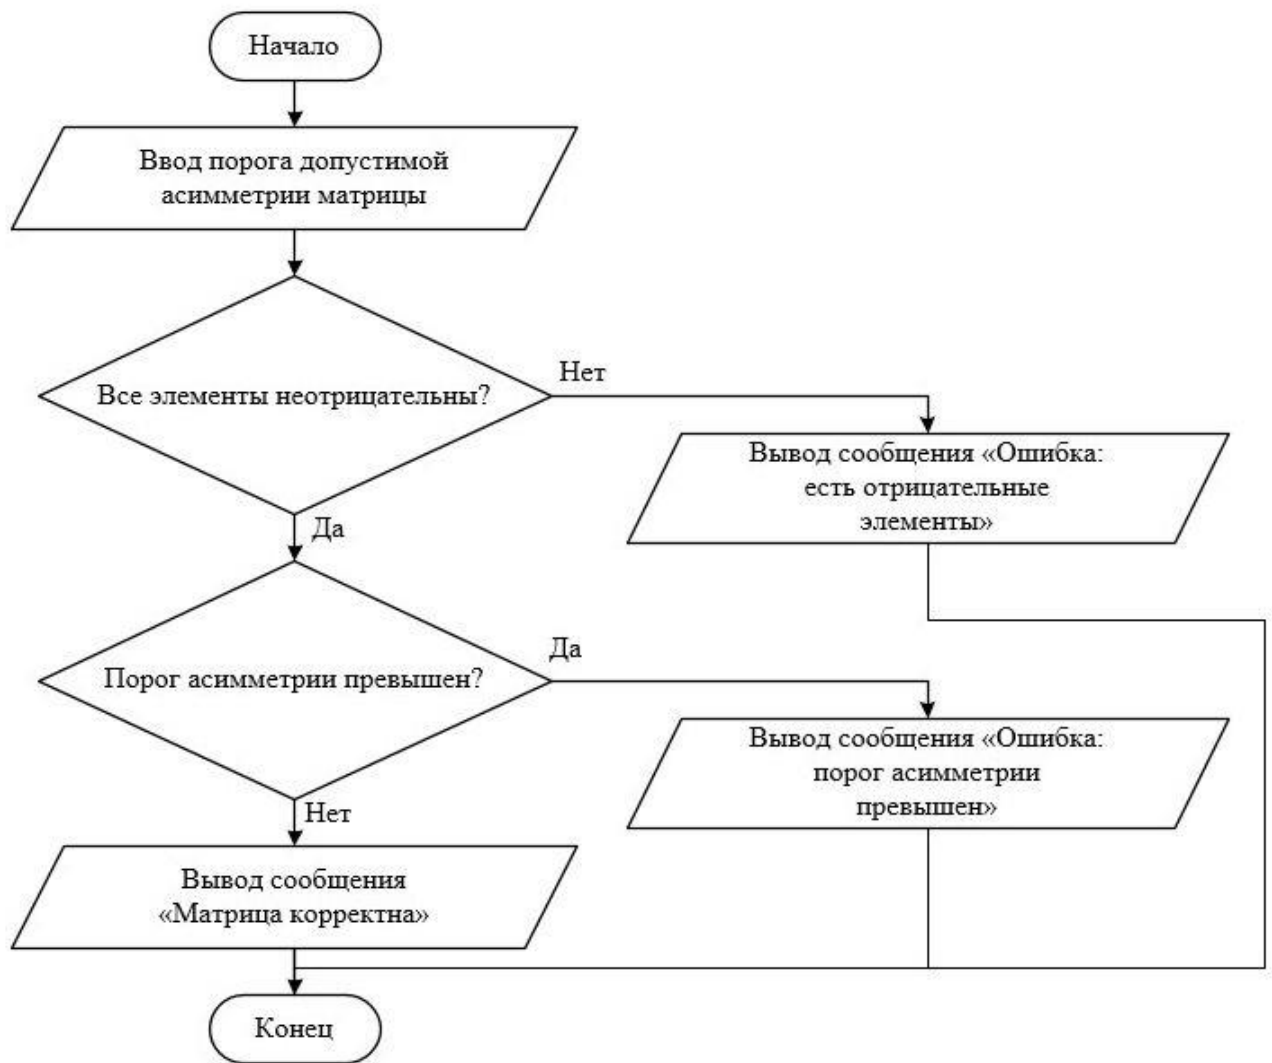 Начало
Ввод порога допустимой
асимметрии матрицы
Все элементы неотрицательны?
Нет
Вывод сообщения «Ошибка:
есть отрицательные
элементы»
Да
Порог асимметрии превышен?
Да
Вывод сообщения «Ошибка:
порог асимметрии
превышен»
Нет
Вывод сообщения
«Матрица корректна»
Конец